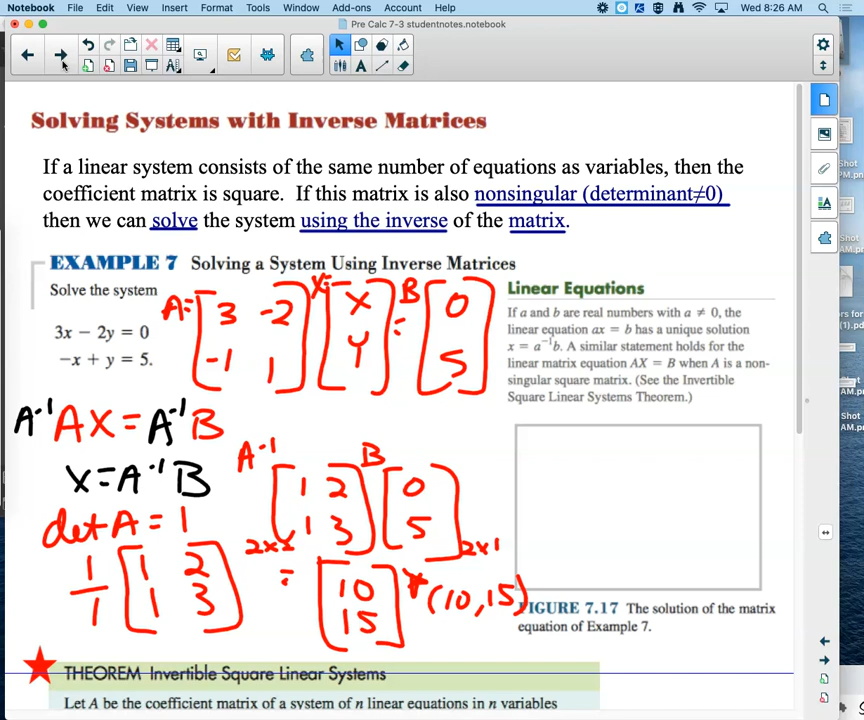 Notebook File Edit View Insert Format Tools Window Addons Account Help Wed 8:26 AM
Pre Calc 7-3 studentnotes.notebook
Solving Systems with Inverse Matrices
If a linear system consists of the same number of equations as variables, then the
coefficient matrix is square. If this matrix is also nonsingular (determinant≠0)
then we can solve the system using the inverse of the matrix.
EXAMPLE 7 Solving a System Using Inverse Matrices
Solve the system
3x − 2y = 0
−x + y = 5.
A= [3 -2 X= [x B [0
-1 1] y] = 5]
Linear Equations
If a and b are real numbers with a ≠ 0, the
linear equation ax = b has a unique solution
x = a⁻¹b. A similar statement holds for the
linear matrix equation AX = B when A is a non-
singular square matrix. (See the Invertible
Square Linear Systems Theorem.)
A⁻¹AX = A⁻¹B
X = A⁻¹B
det A = 1
1/1 [1 2
1 3]
A⁻¹ B
[1 2 [0
1 3] 5]
2x2 2x1
= [10
15] (10,15)
FIGURE 7.17 The solution of the matrix
equation of Example 7.
THEOREM Invertible Square Linear Systems
Let A be the coefficient matrix of a system of n linear equations in n variables